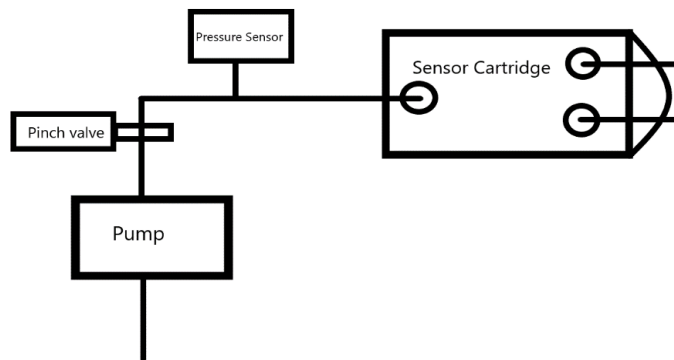 Pressure Sensor
Sensor Cartridge
Pinch valve
Pump